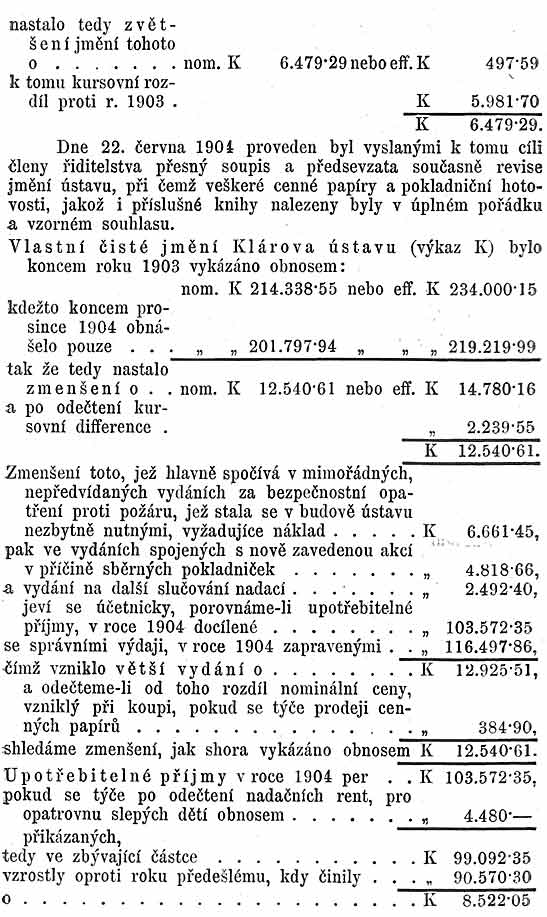 nastalo tedy zvět-
šení jmění tohoto
o . . . . . . . nom. K 6.479·29 nebo eff. K 497·59
k tomu kursovní roz-
díl proti r. 1903 . K 5.981·70
K 6.479·29.
Dne 22. června 1904 proveden byl vyslanými k tomu cíli
členy řiditelstva přesný soupis a předsevzata současně revise
jmění ústavu, při čemž veškeré cenné papíry a pokladniční hoto-
vosti, jakož i příslušné knihy nalezeny byly v úplném pořádku
a vzorném souhlasu.
Vlastní čisté jmění Klárova ústavu (výkaz K) bylo
koncem roku 1903 vykázáno obnosem:
nom. K 214.338·55 nebo eff. K 234.000·15
kdežto koncem pro-
since 1904 obná-
šelo pouze . . . „ „ 201.797·94 „ „ „ 219.219·99
tak že tedy nastalo
zmenšení o . . nom. K 12.540·61 nebo eff. K 14.780·16
a po odečtení kur-
sovní difference . „ 2.239·55
K 12.540·61.
Zmenšení toto, jež hlavně spočívá v mimořádných,
nepředvídaných vydáních za bezpečnostní opa-
tření proti požáru, jež stala se v budově ústavu
nezbytně nutnými, vyžadujíce náklad . . . . . K 6.661·45,
pak ve vydáních spojených s nově zavedenou akcí
v příčině sběrných pokladniček . . . . . . . „ 4.818·66,
a vydání na další slučování nadací . . . . . . . „ 2.492·40,
jeví se účetnicky, porovnáme-li upotřebitelné
příjmy, v roce 1904 docílené . . . . . . . . „ 103.572·35
se správními výdaji, v roce 1904 zapravenými . . „ 116.497·86,
čímž vzniklo větší vydání o . . . . . . . . K 12.925·51,
a odečteme-li od toho rozdíl nominální ceny,
vzniklý při koupi, pokud se týče prodeji cen-
ných papírů . . . . . . . . . . . . . . „ 384·90,
shledáme zmenšení, jak shora vykázáno obnosem K 12.540·61.
Upotřebitelné příjmy v roce 1904 per . . K 103.572·35,
pokud se týče po odečtení nadačních rent, pro
opatrovnu slepých dětí obnosem . . . . . . . „ 4.480·—
přikázaných,
tedy ve zbývající částce . . . . . . . . . . . K 99.092·35
vzrostly oproti roku předešlému, kdy činily . . . „ 90.570·30
o . . . . . . . . . . . . . . . . . . . . . K 8.522·05